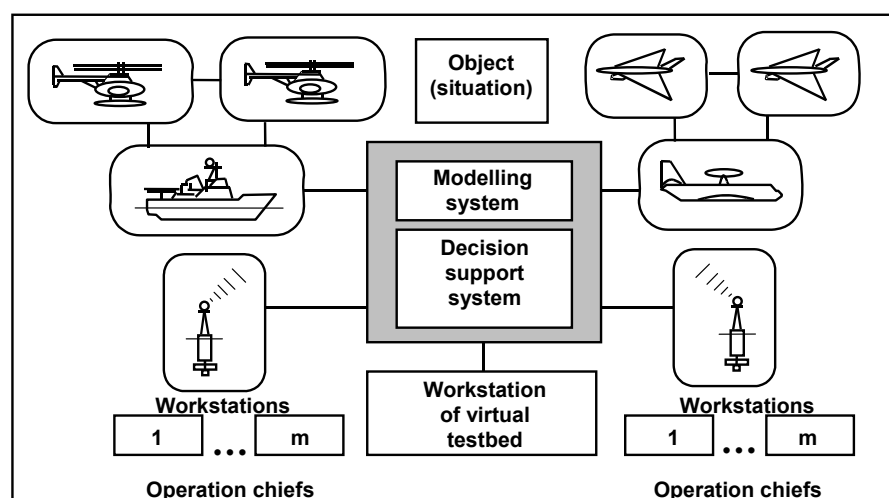 Object
(situation)
Modelling
system
Decision
support
system
Workstation
of virtual
testbed
Workstations
1 ... m
Operation chiefs
Workstations
1 ... m
Operation chiefs